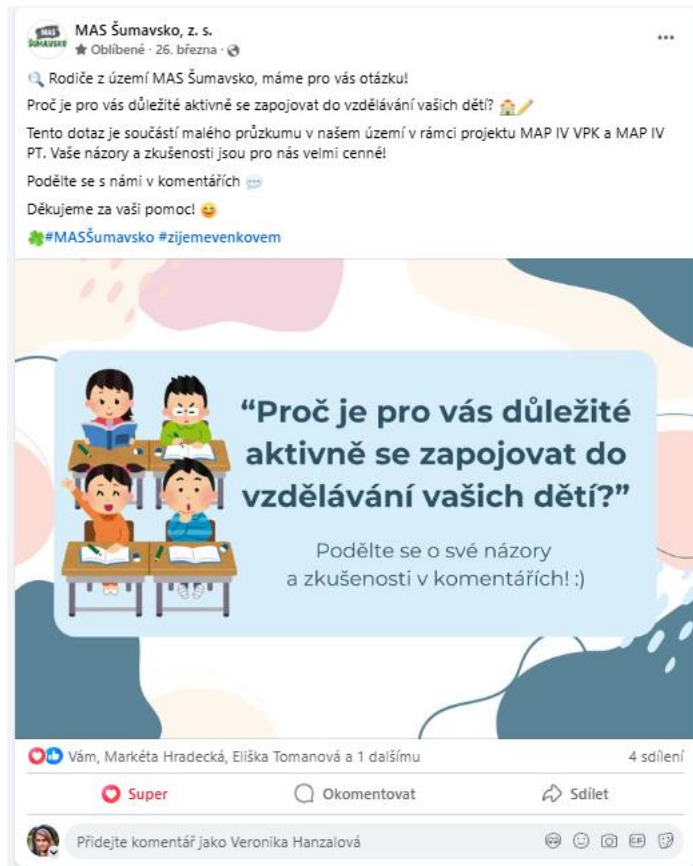 MAS Šumavsko, z. s.
MAS
ŠUMAVSKO
Oblíbené · 26. března ·
Rodiče z území MAS Šumavsko, máme pro vás otázku!
Proč je pro vás důležité aktivně se zapojovat do vzdělávání vašich dětí?
Tento dotaz je součástí malého průzkumu v našem území v rámci projektu MAP IV VPK a MAP IV
PT. Vaše názory a zkušenosti jsou pro nás velmi cenné!
Podělte se s námi v komentářích
Děkujeme za vaši pomoc!
#MASŠumavsko #zijemevenkovem
“Proč je pro vás důležité
aktivně se zapojovat do
vzdělávání vašich dětí?”
Podělte se o své názory
a zkušenosti v komentářích! :)
Vám, Markéta Hradecká, Eliška Tomanová a 1 dalšímu
4 sdílení
Super
Okomentovat
Sdílet
Přidejte komentář jako Veronika Hanzalová
GIF